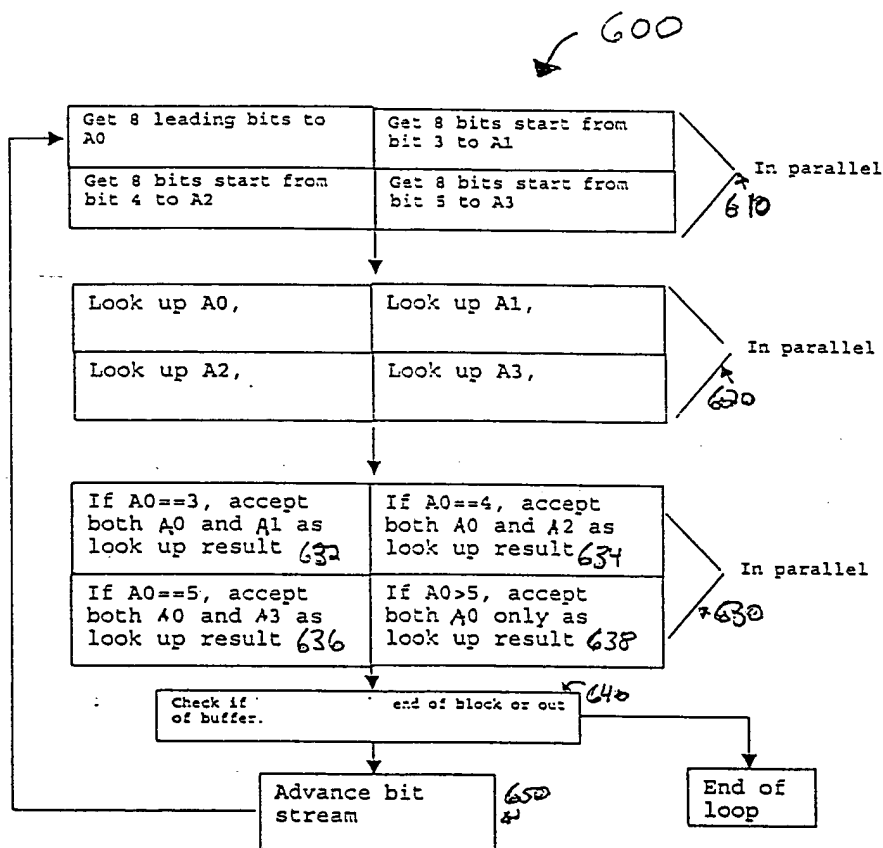 600
Get 8 leading bits to
A0
Get 8 bits start from
bit 3 to A1
Get 8 bits start from
bit 4 to A2
Get 8 bits start from
bit 5 to A3
In parallel
610
Look up A0,
Look up A1,
Look up A2,
Look up A3,
In parallel
620
If A0==3, accept
both A0 and A1 as
look up result 632
If A0==4, accept
both A0 and A2 as
look up result 634
If A0==5, accept
both A0 and A3 as
look up result 636
If A0>5, accept
both A0 only as
look up result 638
In parallel
630
Check if end of block or out
of buffer.
640
Advance bit
stream
650
End of
loop